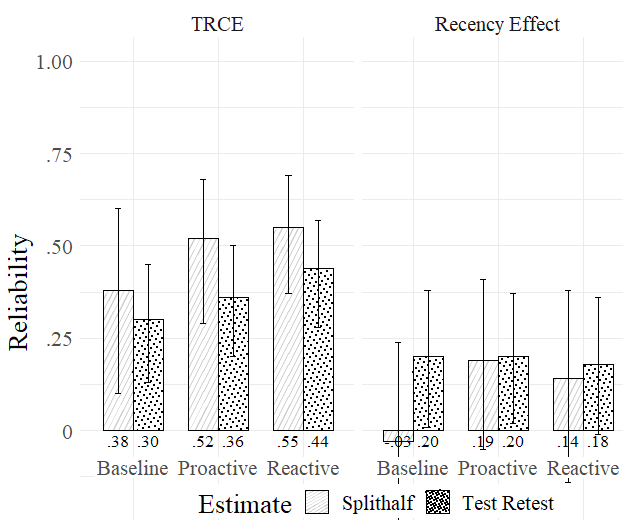 TRCE Recency Effect
Reliability
1.00
.75
.50
.25
0
.38 .30 .52 .36 .55 .44 -.03 .20 .19 .20 .14 .18
Baseline Proactive Reactive Baseline Proactive Reactive
Estimate Splithalf Test Retest